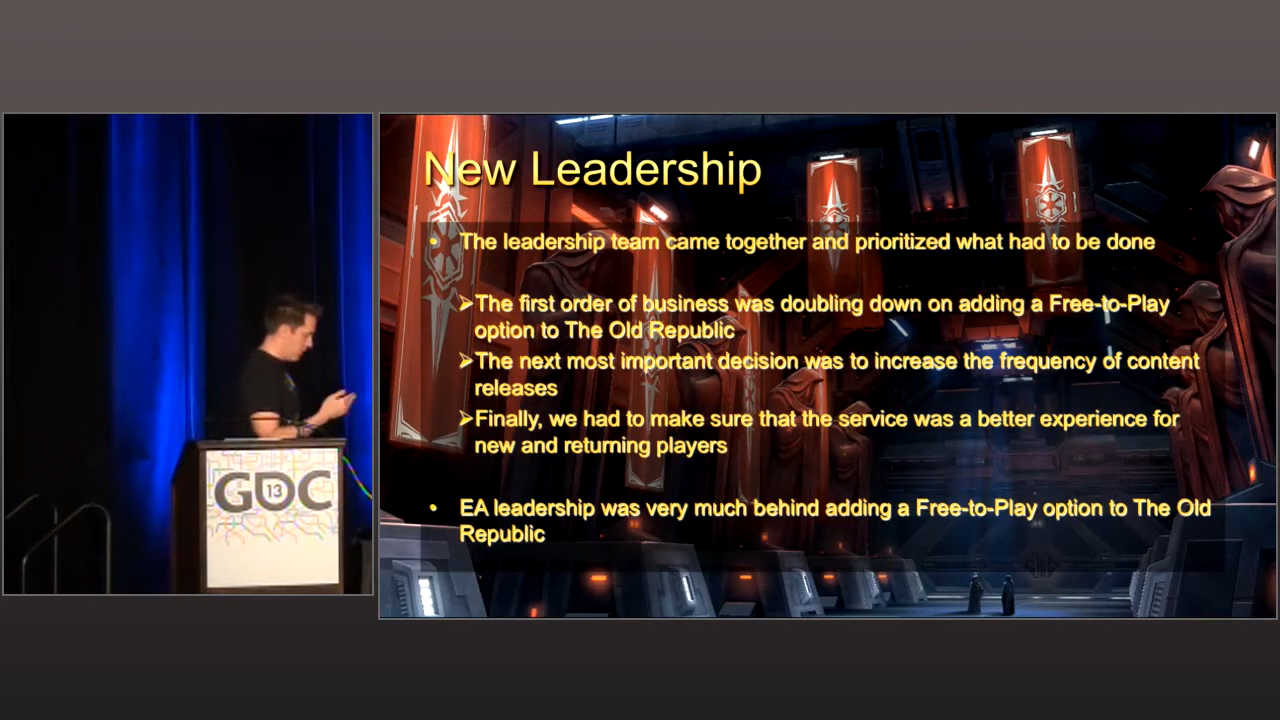 New Leadership
• The leadership team came together and prioritized what had to be done
➢The first order of business was doubling down on adding a Free-to-Play
option to The Old Republic
➢The next most important decision was to increase the frequency of content
releases
➢Finally, we had to make sure that the service was a better experience for
new and returning players
• EA leadership was very much behind adding a Free-to-Play option to The Old
Republic
GDC
13